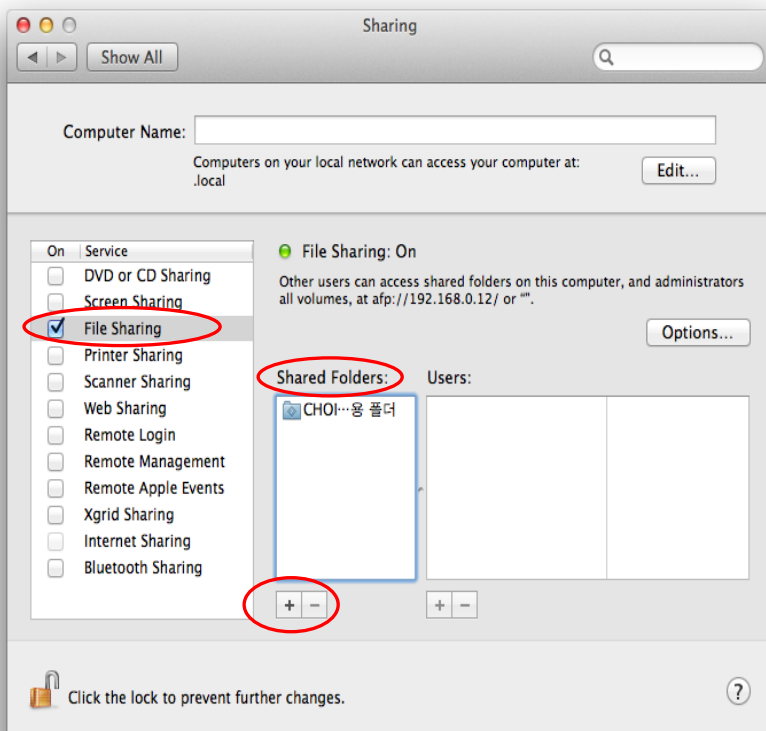 Sharing
Show All
Computer Name:
Computers on your local network can access your computer at:
.local
Edit...
On Service
DVD or CD Sharing
Screen Sharing
File Sharing
Printer Sharing
Scanner Sharing
Web Sharing
Remote Login
Remote Management
Remote Apple Events
Xgrid Sharing
Internet Sharing
Bluetooth Sharing
File Sharing: On
Other users can access shared folders on this computer, and administrators
all volumes, at afp://192.168.0.12/ or “”.
Options...
Shared Folders:
Users:
CHOI…용 폴더
+ −
+ −
Click the lock to prevent further changes.
?